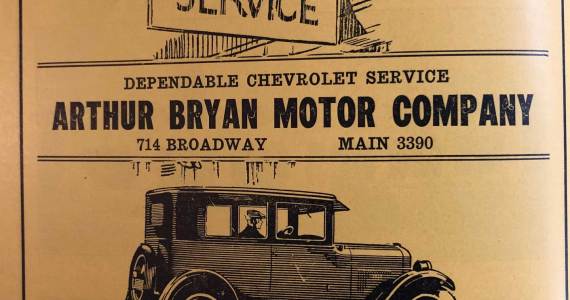 SERVICE
DEPENDABLE CHEVROLET SERVICE
ARTHUR BRYAN MOTOR COMPANY
714 BROADWAY MAIN 3390